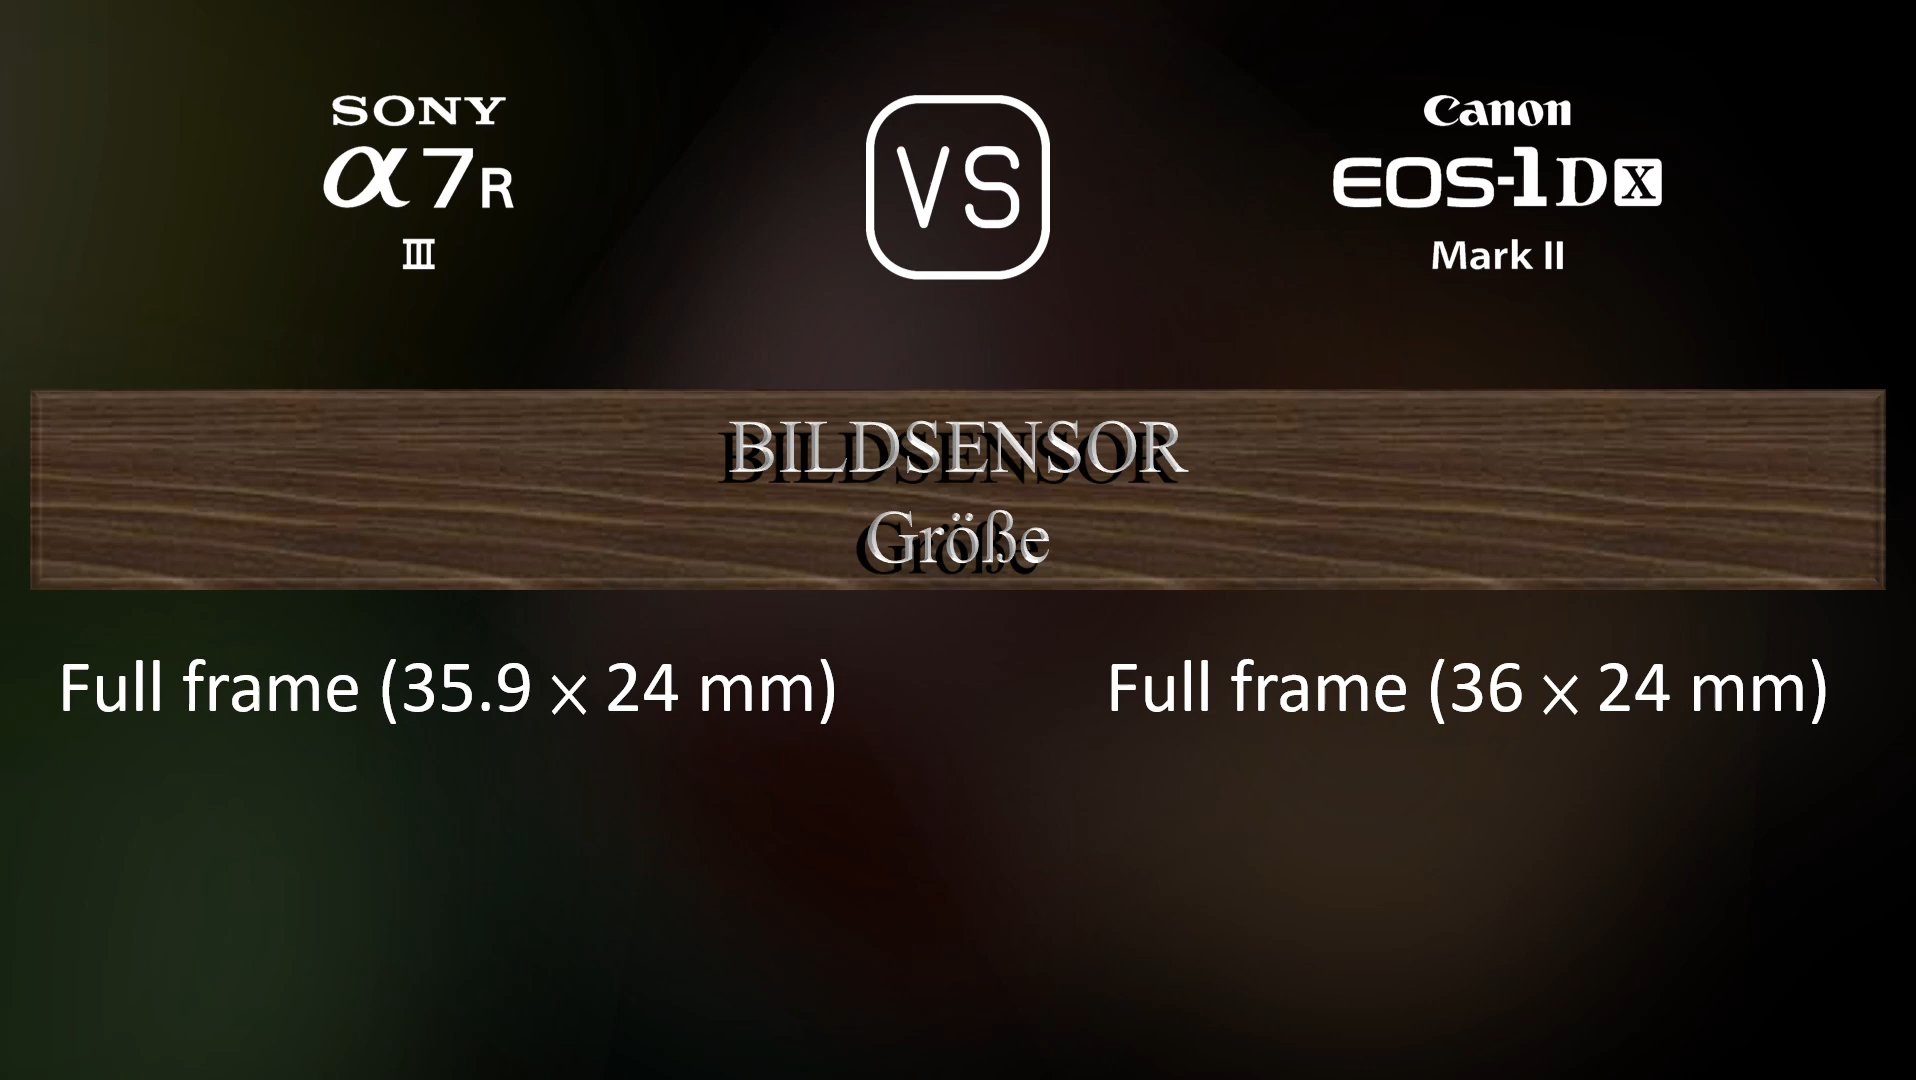 SONY
α7R
III
VS
Canon
EOS-1DX
Mark II
BILDSENSOR
Größe
Full frame (35.9 x 24 mm)
Full frame (36 x 24 mm)